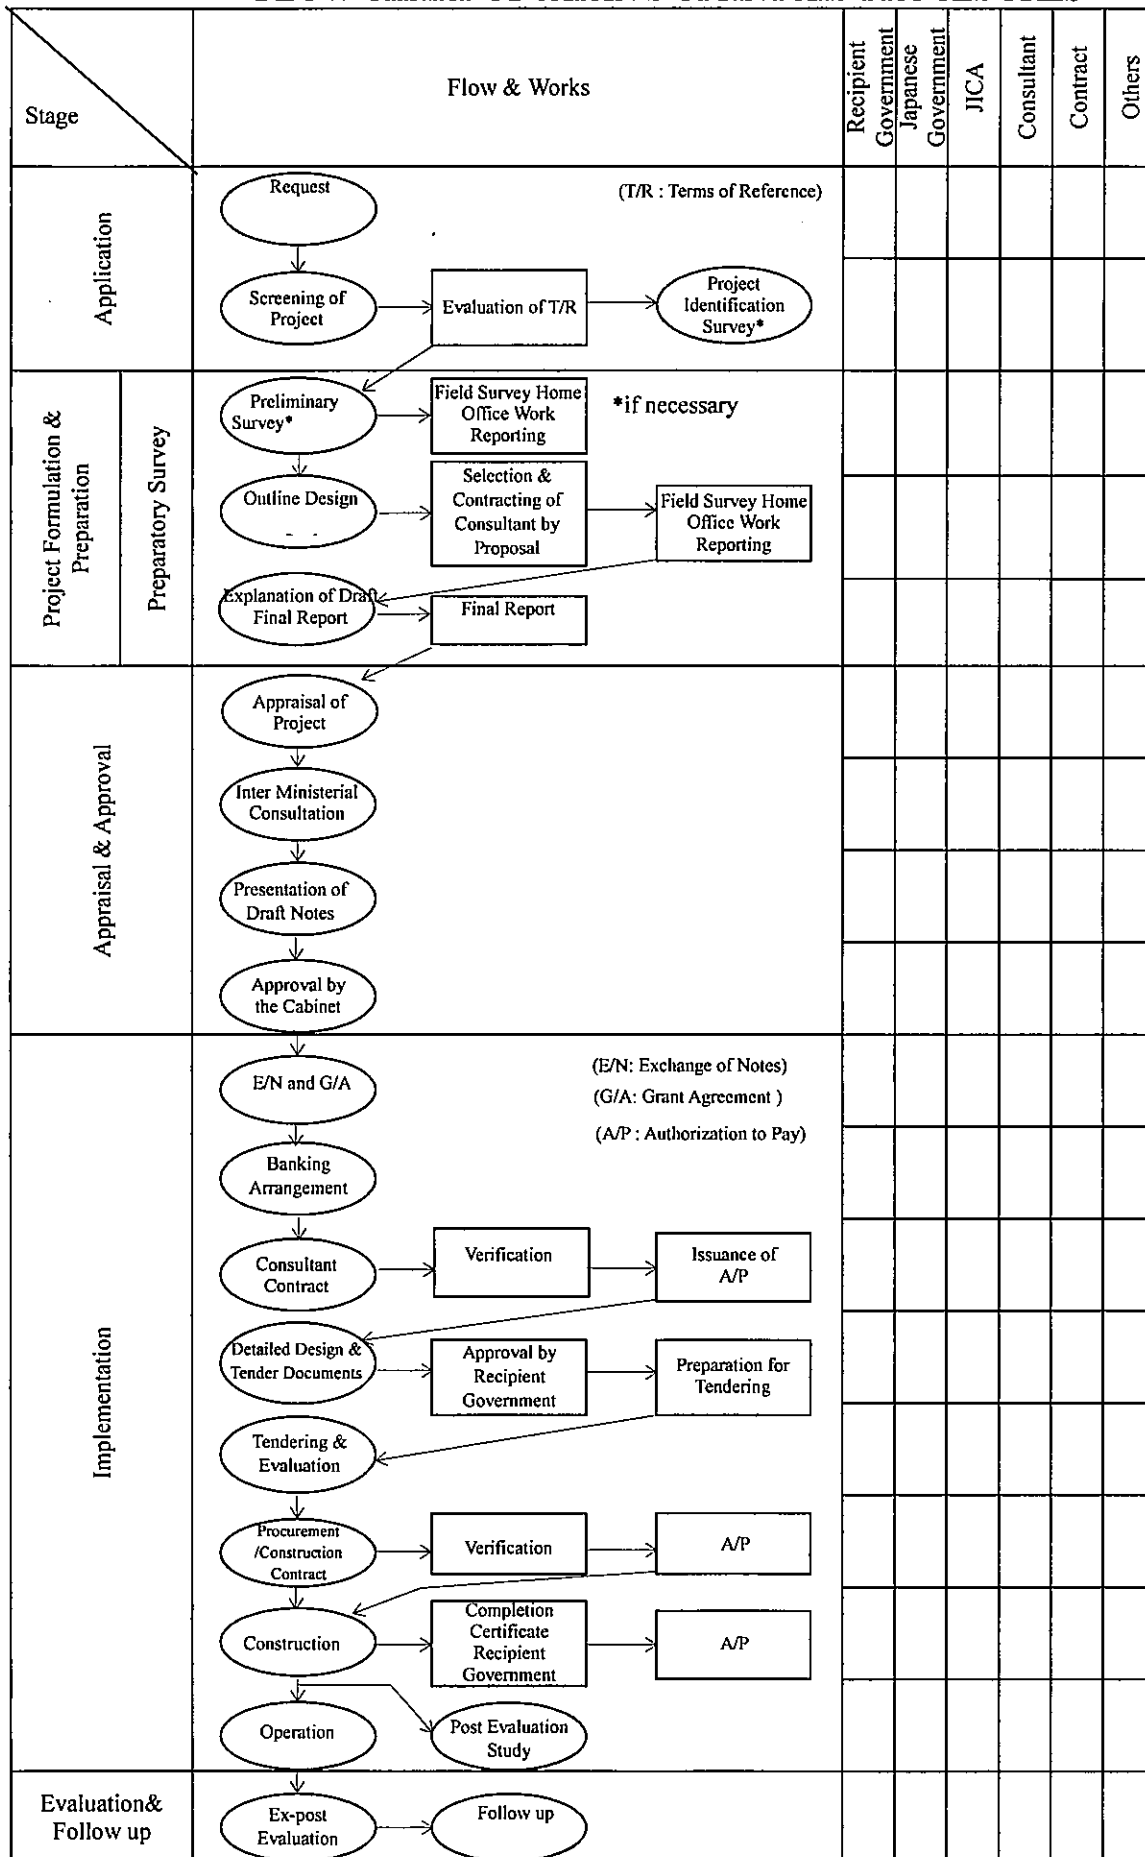 Stage
Flow & Works
Recipient
Government
Japanese
Government
JICA
Consultant
Contract
Others
Application
Request
(T/R : Terms of Reference)
Screening of
Project
Evaluation of T/R
Project
Identification
Survey*
Project Formulation &
Preparation
Preparatory Survey
Preliminary
Survey*
Field Survey Home
Office Work
Reporting
*if necessary
Outline Design
Selection &
Contracting of
Consultant by
Proposal
Field Survey Home
Office Work
Reporting
Explanation of Draft
Final Report
Final Report
Appraisal & Approval
Appraisal of
Project
Inter Ministerial
Consultation
Presentation of
Draft Notes
Approval by
the Cabinet
Implementation
E/N and G/A
(E/N: Exchange of Notes)
(G/A: Grant Agreement )
(A/P : Authorization to Pay)
Banking
Arrangement
Consultant
Contract
Verification
Issuance of
A/P
Detailed Design &
Tender Documents
Approval by
Recipient
Government
Preparation for
Tendering
Tendering &
Evaluation
Procurement
/Construction
Contract
Verification
A/P
Construction
Completion
Certificate
Recipient
Government
A/P
Operation
Post Evaluation
Study
Evaluation&
Follow up
Ex-post
Evaluation
Follow up